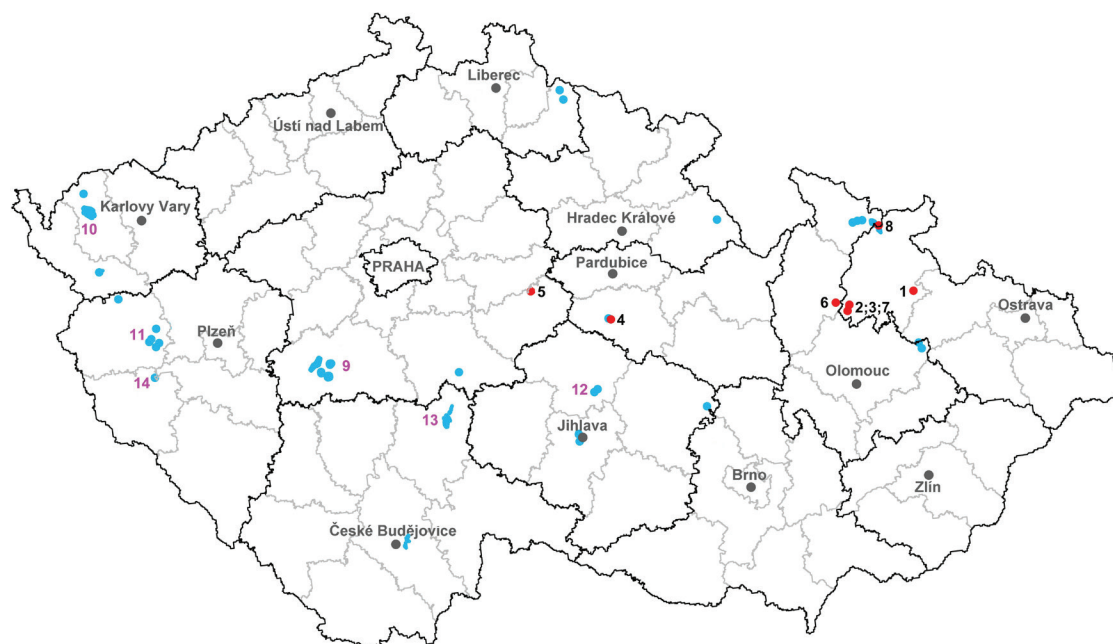 Liberec
Ústí nad Labem
Karlovy Vary
10
Hradec Králové
8
PRAHA
Pardubice
5
1
6
2;3;7
Ostrava
4
11
Plzeň
9
14
12
Olomouc
13
Jihlava
Brno
Zlín
České Budějovice